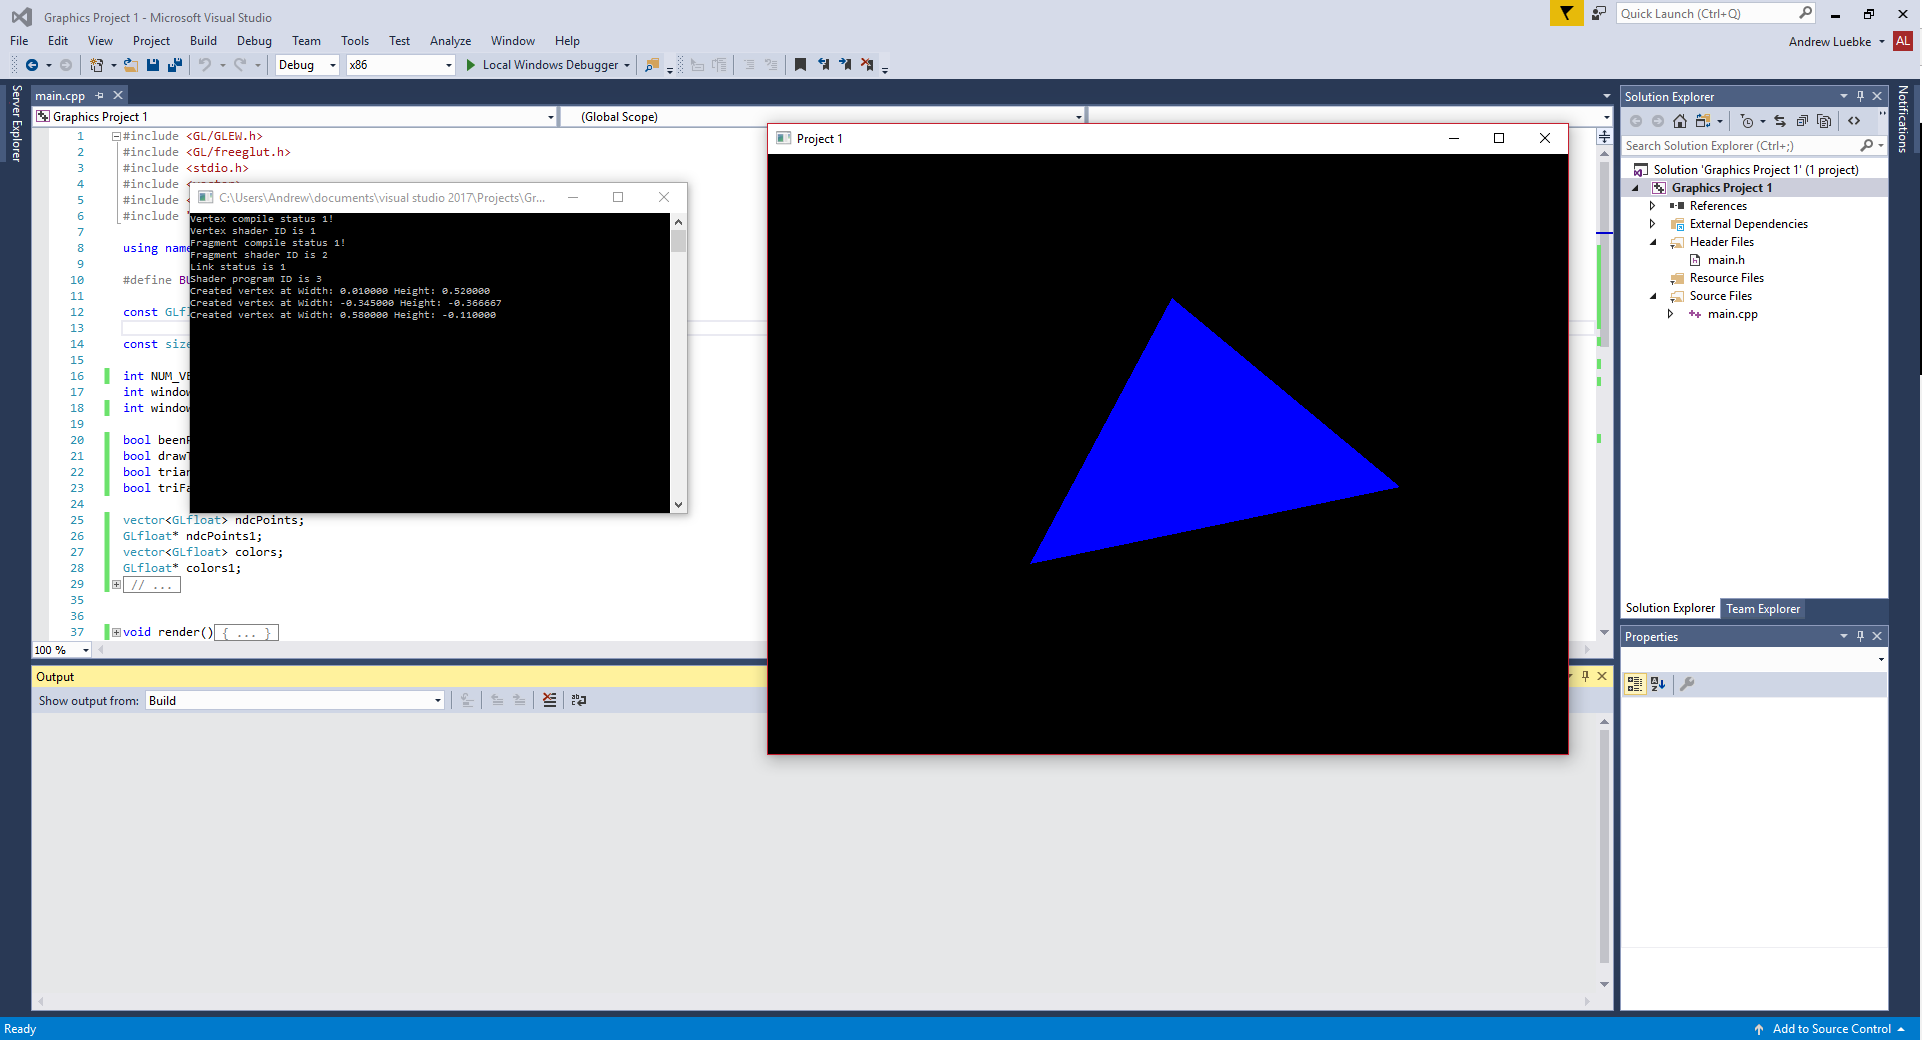 Graphics Project 1 - Microsoft Visual Studio
Quick Launch (Ctrl+Q)
File Edit View Project Build Debug Team Tools Test Analyze Window Help
Andrew Luebke AL
Debug x86 Local Windows Debugger
Server Explorer
main.cpp
Graphics Project 1 (Global Scope)
1 #include <GL/GLEW.h>
2 #include <GL/freeglut.h>
3 #include <stdio.h>
4 #include
5 #include <
6 #include
7
8 using
9
10 #define
11
12 const
13
14 const
15
16 int
17 int
18 int
19
20 bool
21 bool
22 bool
23 bool
24
25 vector<GLfloat> ndcPoints;
26 GLfloat* ndcPoints1;
27 vector<GLfloat> colors;
28 GLfloat* colors1;
29 // ...
35
36
37 void render(){ ... }
100 %
C:\Users\Andrew\documents\visual studio 2017\Projects\Gr...
Vertex compile status 1!
Vertex shader ID is 1
Fragment compile status 1!
Fragment shader ID is 2
Link status is 1
Shader program ID is 3
Created vertex at Width: 0.010000 Height: 0.520000
Created vertex at Width: -0.345000 Height: -0.366667
Created vertex at Width: 0.580000 Height: -0.110000
Project 1
Output
Show output from: Build
Solution Explorer
Search Solution Explorer (Ctrl+;)
Solution 'Graphics Project 1' (1 project)
Graphics Project 1
References
External Dependencies
Header Files
main.h
Resource Files
Source Files
main.cpp
Solution Explorer Team Explorer
Properties
Notifications
Ready
Add to Source Control